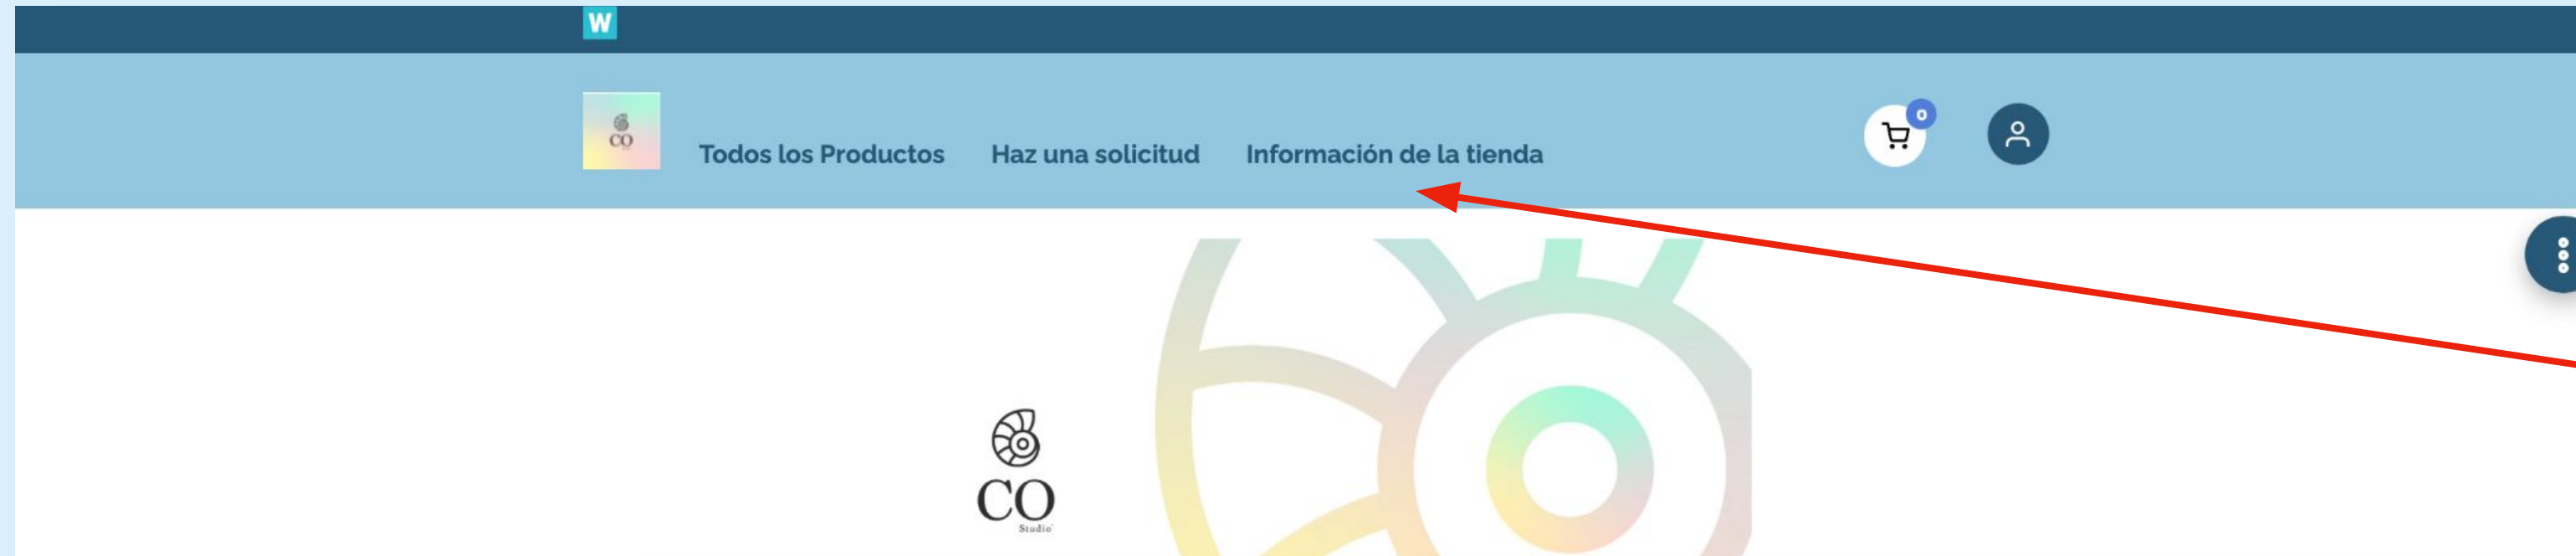 W
CO
Todos los Productos Haz una solicitud Información de la tienda
0
CO
Studio